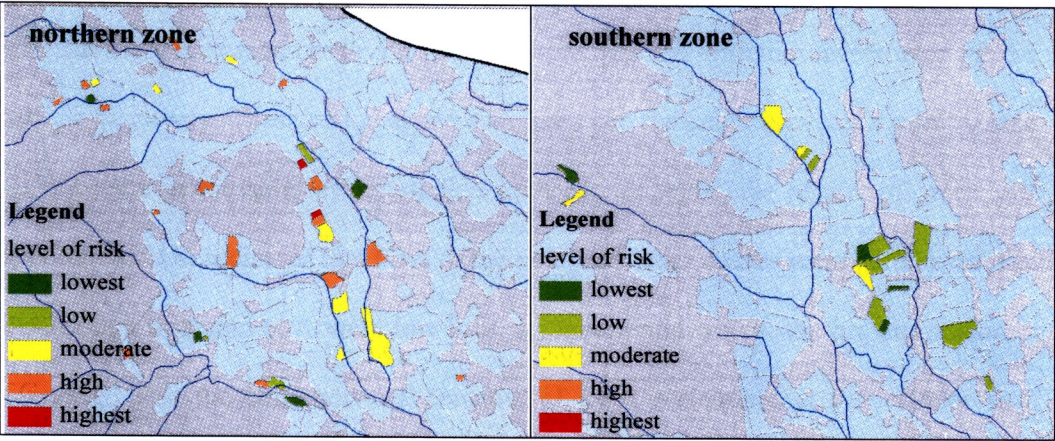 northern zone
Legend
level of risk
lowest
low
moderate
high
highest
southern zone
Legend
level of risk
lowest
low
moderate
high
highest